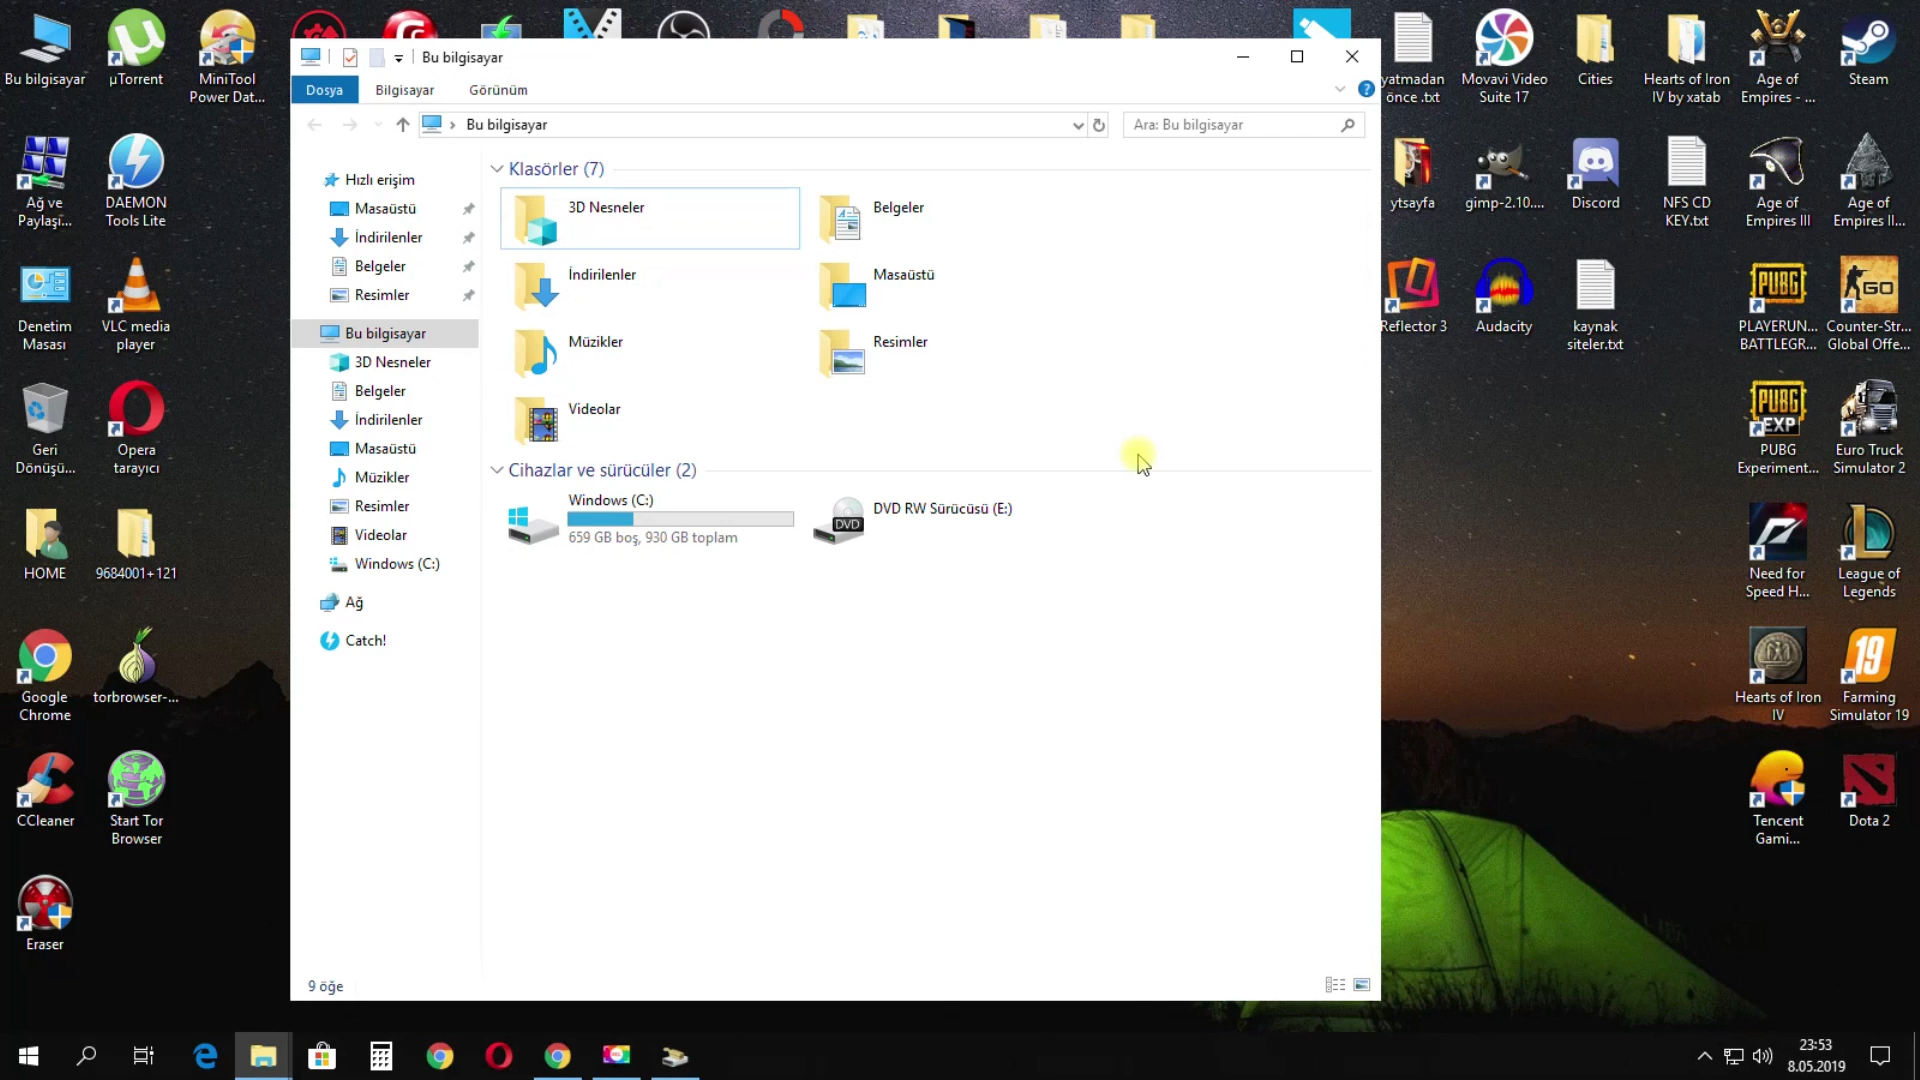 Bu bilgisayar
Dosya
Bilgisayar
Görünüm
Bu bilgisayar
Ara: Bu bilgisayar
Hızlı erişim
Masaüstü
İndirilenler
Belgeler
Resimler
Bu bilgisayar
3D Nesneler
Belgeler
İndirilenler
Masaüstü
Müzikler
Resimler
Videolar
Windows (C:)
Ağ
Catch!
Klasörler (7)
3D Nesneler
Belgeler
İndirilenler
Masaüstü
Müzikler
Resimler
Videolar
Cihazlar ve sürücüler (2)
Windows (C:)
659 GB boş, 930 GB toplam
DVD
DVD RW Sürücüsü (E:)
9 öğe
Bu bilgisayar
µTorrent
MiniTool
Power Dat...
Ağ ve
Paylaşı...
DAEMON
Tools Lite
Denetim
Masası
VLC media
player
Geri
Dönüşü...
Opera
tarayıcı
HOME
9684001+121
Google
Chrome
torbrowser-...
CCleaner
Start Tor
Browser
Eraser
yatmadan
önce .txt
Movavi Video
Suite 17
Cities
Hearts of Iron
IV by xatab
Age of
Empires - ...
Steam
ytsayfa
gimp-2.10....
Discord
NFS CD
KEY.txt
Age of
Empires III
Age of
Empires II...
Reflector 3
Audacity
kaynak
siteler.txt
PUBG
PLAYERUN...
BATTLEGR...
GO
Counter-Str...
Global Offe...
PUBG
EXP
PUBG
Experiment...
Euro Truck
Simulator 2
Need for
Speed H...
League of
Legends
Hearts of Iron
IV
19
Farming
Simulator 19
Tencent
Gami...
Dota 2
23:53
8.05.2019